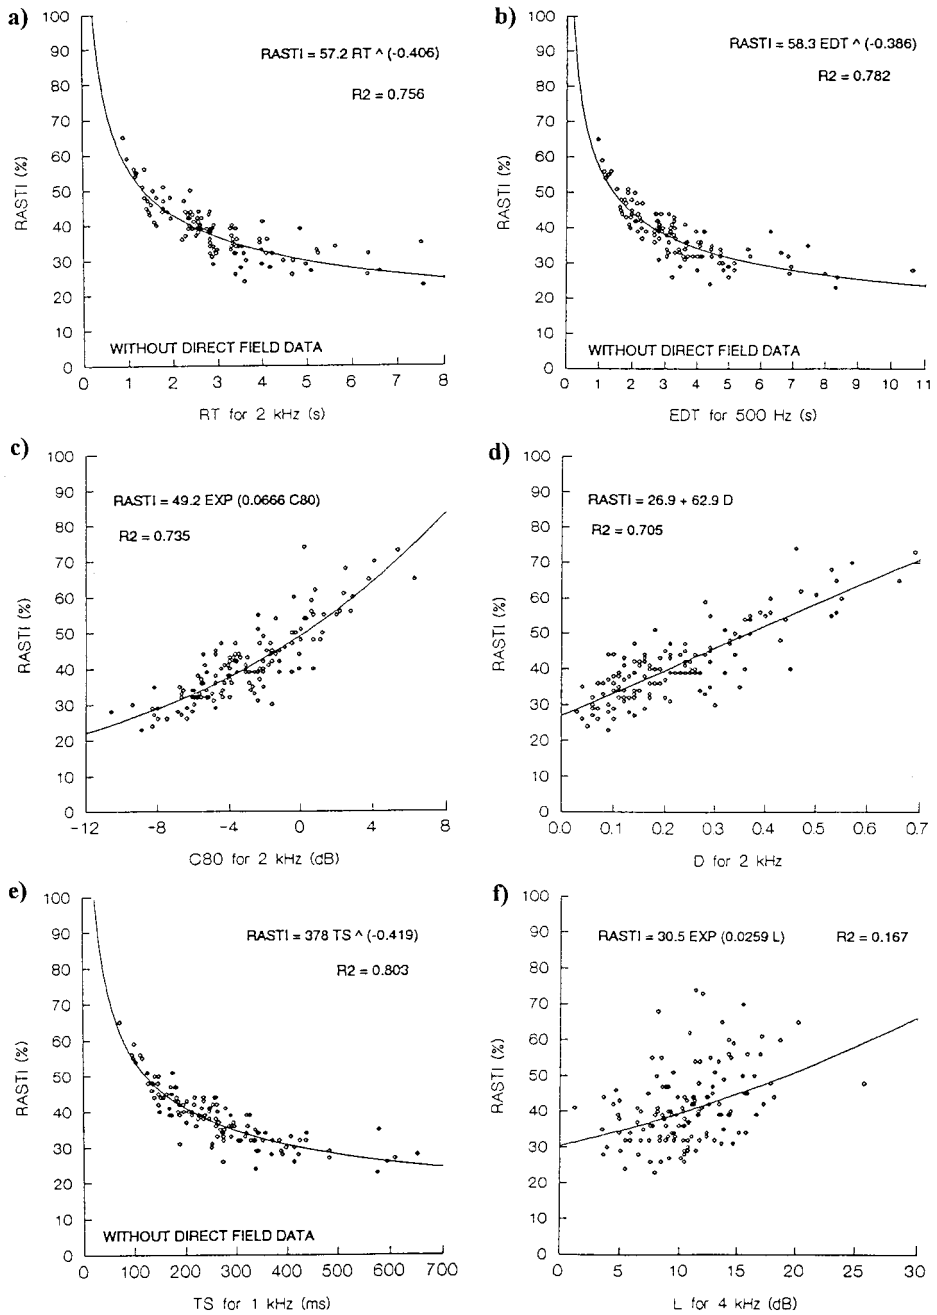 a)
RASTI = 57.2 RT ^ (-0.406)
R2 = 0.756
RASTI (%)
100
90
80
70
60
50
40
30
20
10
0
WITHOUT DIRECT FIELD DATA
0 1 2 3 4 5 6 7 8
RT for 2 kHz (s)
b)
RASTI = 58.3 EDT ^ (-0.386)
R2 = 0.782
RASTI (%)
100
90
80
70
60
50
40
30
20
10
0
WITHOUT DIRECT FIELD DATA
0 1 2 3 4 5 6 7 8 9 10 11
EDT for 500 Hz (s)
c)
RASTI = 49.2 EXP (0.0666 C80)
R2 = 0.735
RASTI (%)
100
90
80
70
60
50
40
30
20
10
0
-12 -8 -4 0 4 8
C80 for 2 kHz (dB)
d)
RASTI = 26.9 + 62.9 D
R2 = 0.705
RASTI (%)
100
90
80
70
60
50
40
30
20
10
0
0.0 0.1 0.2 0.3 0.4 0.5 0.6 0.7
D for 2 kHz
e)
RASTI = 378 TS ^ (-0.419)
R2 = 0.803
RASTI (%)
100
90
80
70
60
50
40
30
20
10
0
WITHOUT DIRECT FIELD DATA
0 100 200 300 400 500 600 700
TS for 1 kHz (ms)
f)
RASTI = 30.5 EXP (0.0259 L) R2 = 0.167
RASTI (%)
100
90
80
70
60
50
40
30
20
10
0
0 5 10 15 20 25 30
L for 4 kHz (dB)